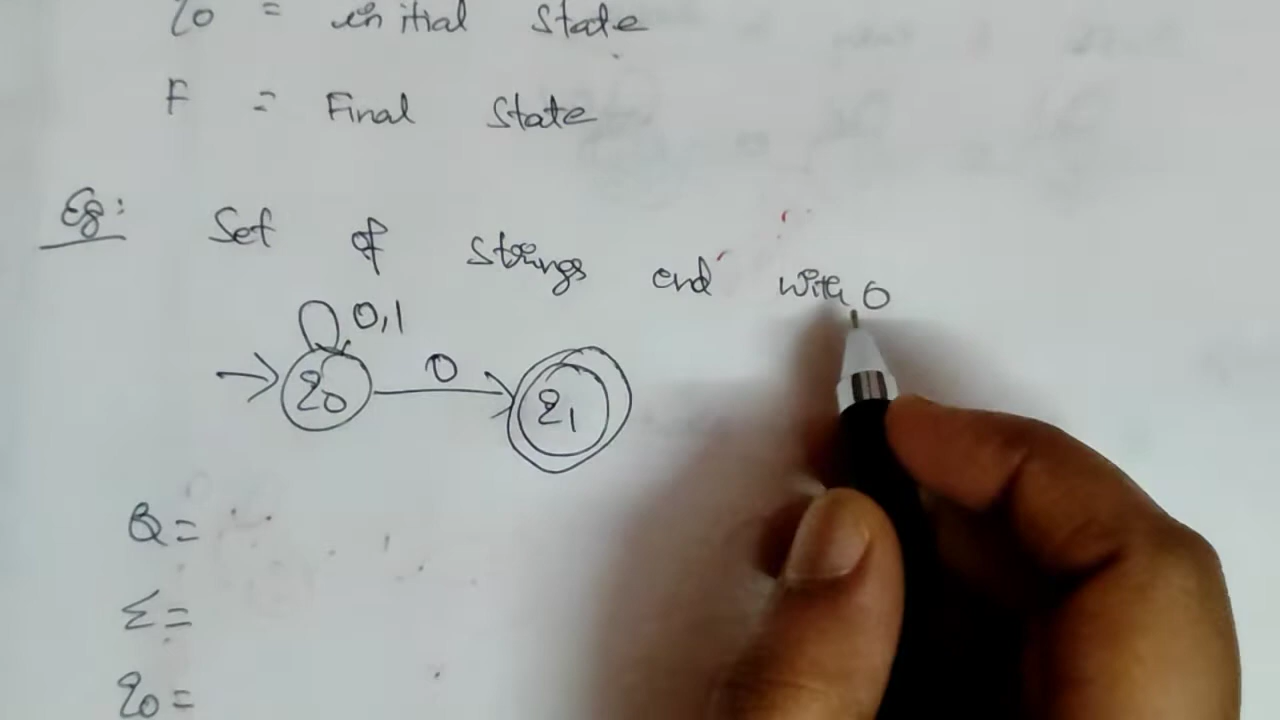 q0 = initial state
F = Final state
Eg: Set of strings end with 0
0,1
q0
0
q1
Q =
Σ =
q0 =